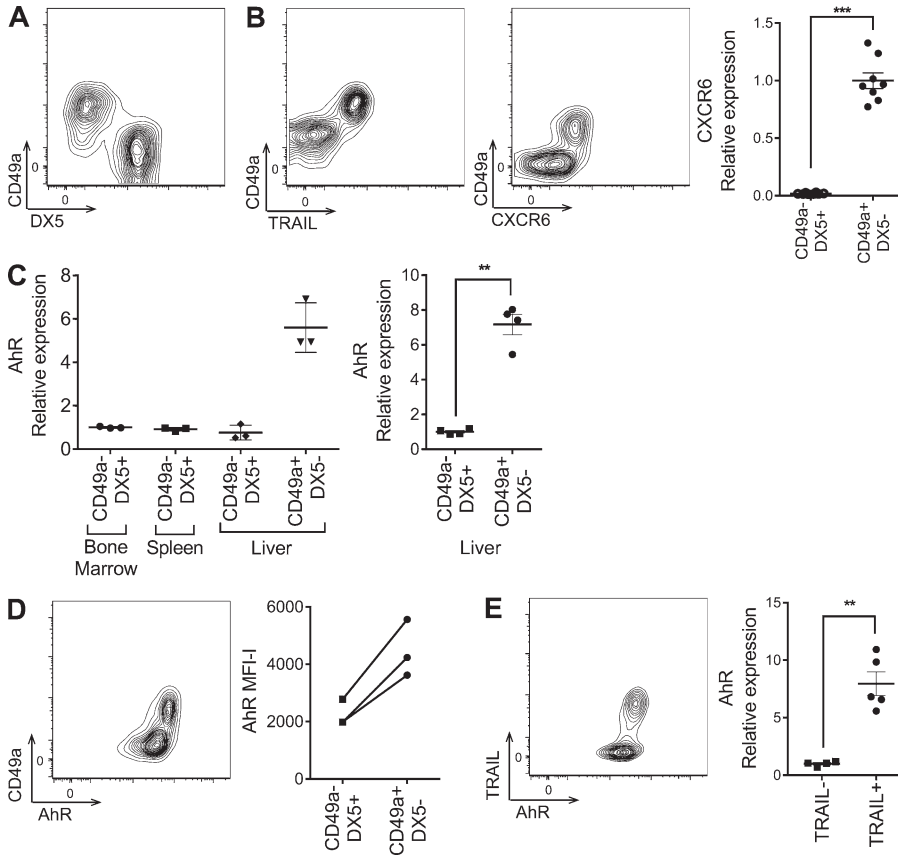 A
CD49a
0
0
DX5
B
CD49a
0
0
TRAIL
CD49a
0
0
CXCR6
CXCR6
Relative expression
1.5
1.0
0.5
0.0
***
CD49a-
DX5+
CD49a+
DX5-
C
AhR
Relative expression
8
6
4
2
0
CD49a-
DX5+
CD49a-
DX5+
CD49a-
DX5+
CD49a+
DX5-
Bone
Marrow
Spleen
Liver
AhR
Relative expression
10
8
6
4
2
0
**
CD49a-
DX5+
CD49a+
DX5-
Liver
D
CD49a
0
0
AhR
AhR MFI-I
6000
4000
2000
0
CD49a-
DX5+
CD49a+
DX5-
E
TRAIL
0
0
AhR
AhR
Relative expression
15
10
5
0
**
TRAIL-
TRAIL+